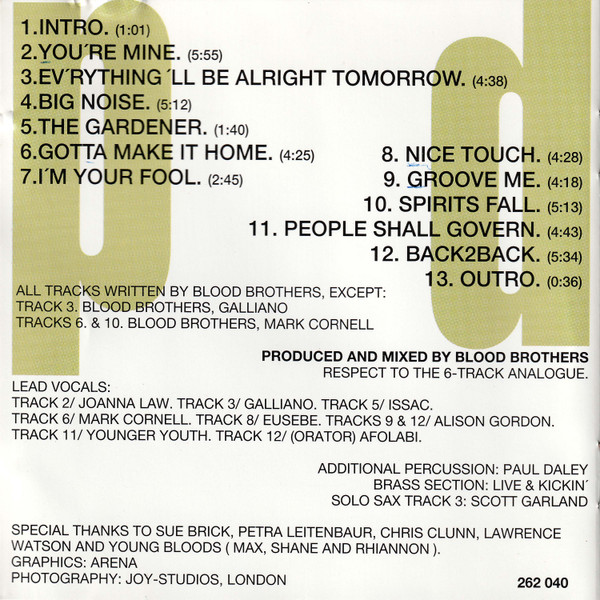 1.INTRO. (1:01)
2.YOU´RE MINE. (5:55)
3.EV´RYTHING ´LL BE ALRIGHT TOMORROW. (4:38)
4.BIG NOISE. (5:12)
5.THE GARDENER. (1:40)
6.GOTTA MAKE IT HOME. (4:25)
7.I´M YOUR FOOL. (2:45)
8. NICE TOUCH. (4:28)
9. GROOVE ME. (4:18)
10. SPIRITS FALL. (5:13)
11. PEOPLE SHALL GOVERN. (4:43)
12. BACK2BACK. (5:34)
13. OUTRO. (0:36)
ALL TRACKS WRITTEN BY BLOOD BROTHERS, EXCEPT:
TRACK 3. BLOOD BROTHERS, GALLIANO
TRACKS 6. & 10. BLOOD BROTHERS, MARK CORNELL
PRODUCED AND MIXED BY BLOOD BROTHERS
RESPECT TO THE 6-TRACK ANALOGUE.
LEAD VOCALS:
TRACK 2/ JOANNA LAW. TRACK 3/ GALLIANO. TRACK 5/ ISSAC.
TRACK 6/ MARK CORNELL. TRACK 8/ EUSEBE. TRACKS 9 & 12/ ALISON GORDON.
TRACK 11/ YOUNGER YOUTH. TRACK 12/ (ORATOR) AFOLABI.
ADDITIONAL PERCUSSION: PAUL DALEY
BRASS SECTION: LIVE & KICKIN´
SOLO SAX TRACK 3: SCOTT GARLAND
SPECIAL THANKS TO SUE BRICK, PETRA LEITENBAUR, CHRIS CLUNN, LAWRENCE
WATSON AND YOUNG BLOODS ( MAX, SHANE AND RHIANNON ).
GRAPHICS: ARENA
PHOTOGRAPHY: JOY-STUDIOS, LONDON
262 040
p d